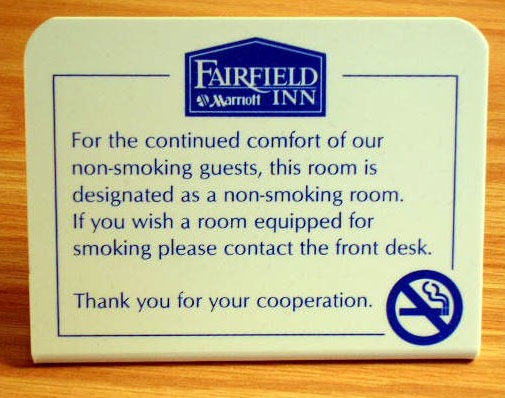 FAIRFIELD
Marriott INN
For the continued comfort of our
non-smoking guests, this room is
designated as a non-smoking room.
If you wish a room equipped for
smoking please contact the front desk.
Thank you for your cooperation.